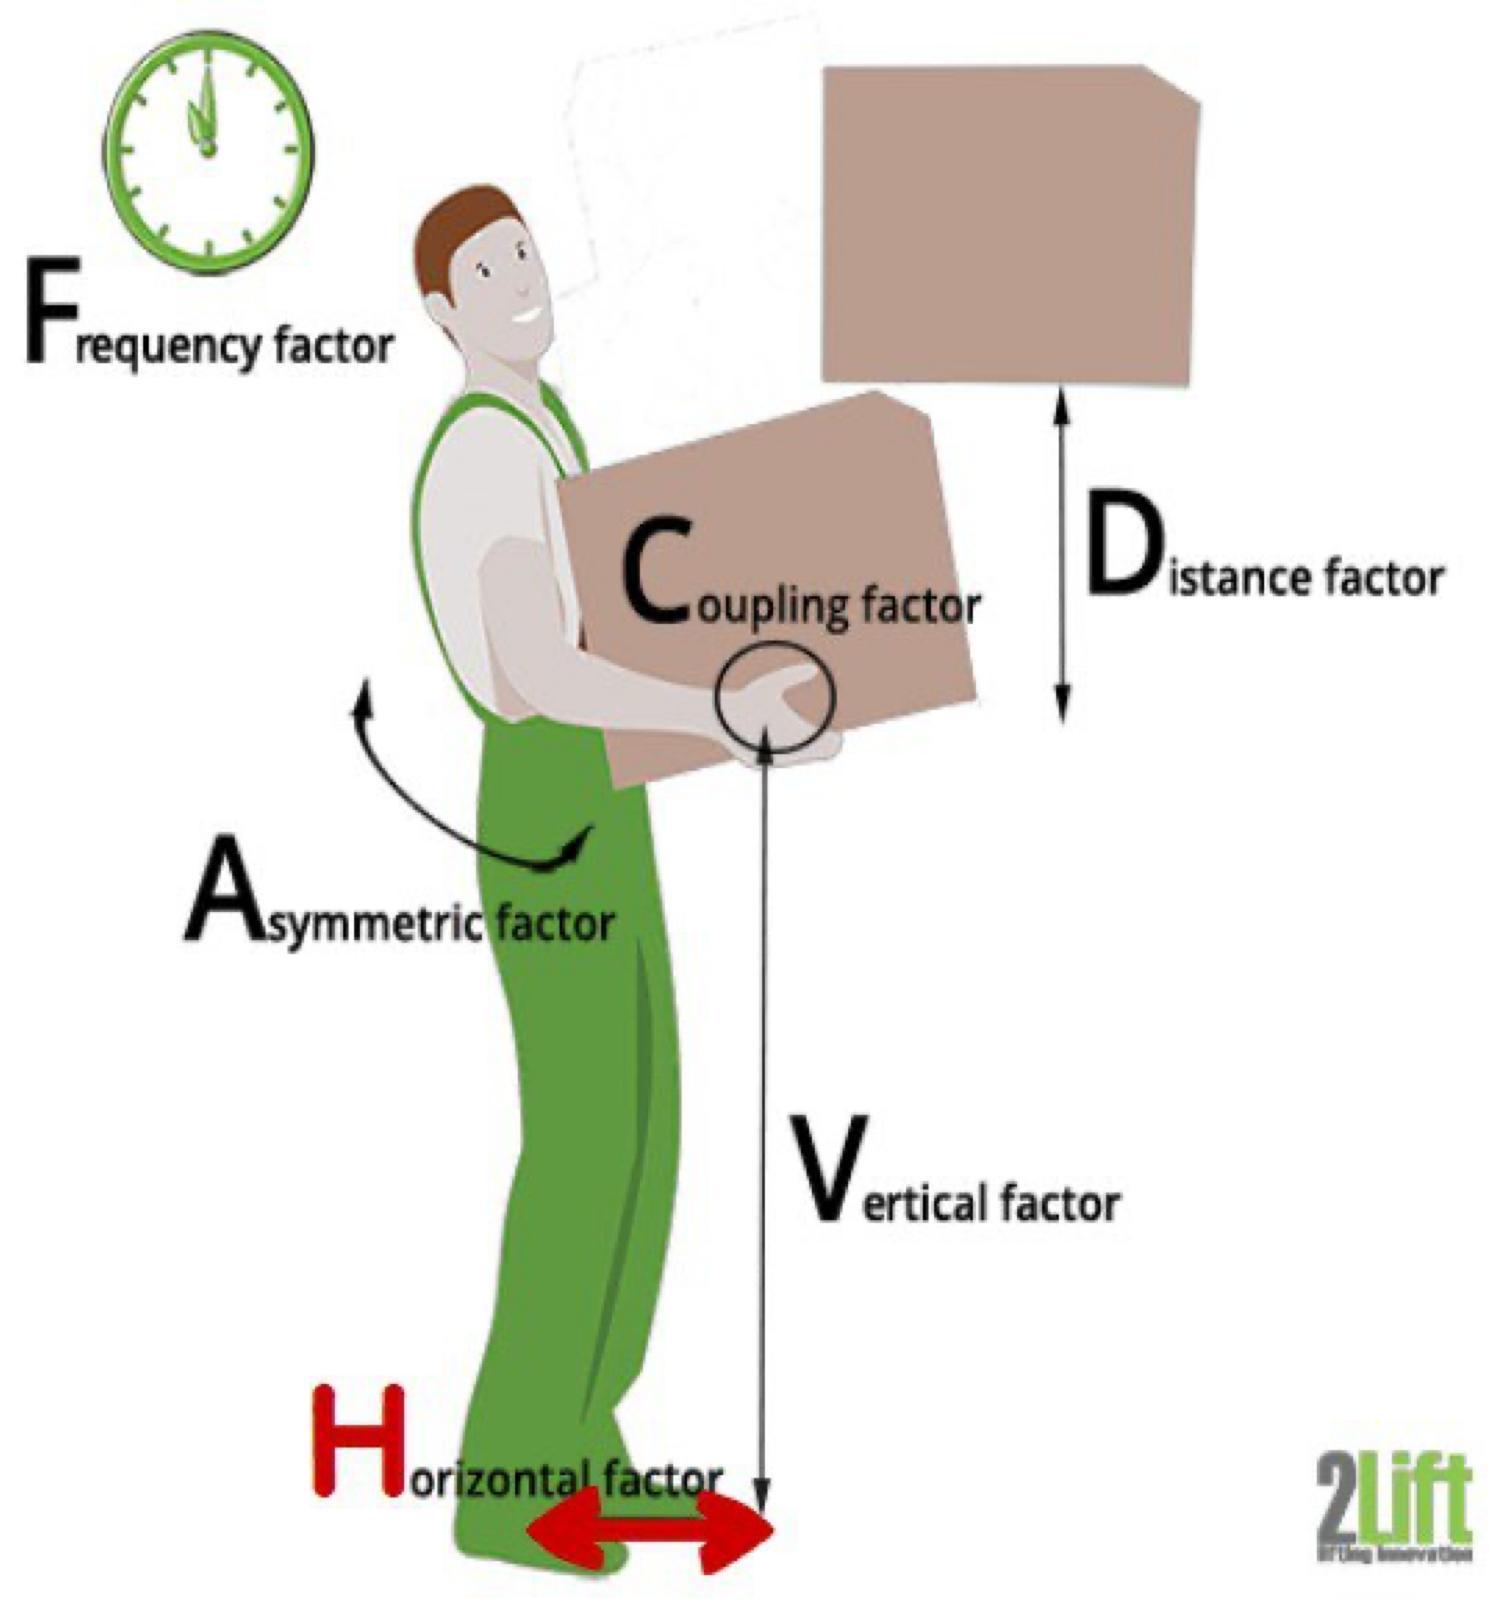 Frequency factor
Coupling factor
Distance factor
Asymmetric factor
Vertical factor
Horizontal factor
2Lift
lifting innovation